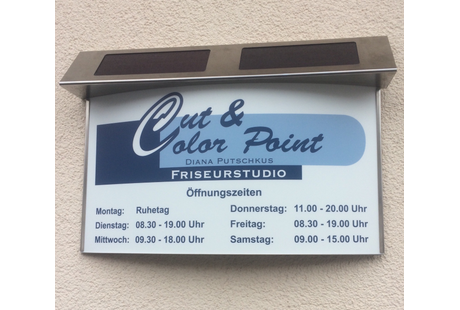 Cut &
Color Point
DIANA PUTSCHKUS
FRISEURSTUDIO
Öffnungszeiten
Montag: Ruhetag
Dienstag: 08.30 - 19.00 Uhr
Mittwoch: 09.30 - 18.00 Uhr
Donnerstag: 11.00 - 20.00 Uhr
Freitag: 08.30 - 19.00 Uhr
Samstag: 09.00 - 15.00 Uhr